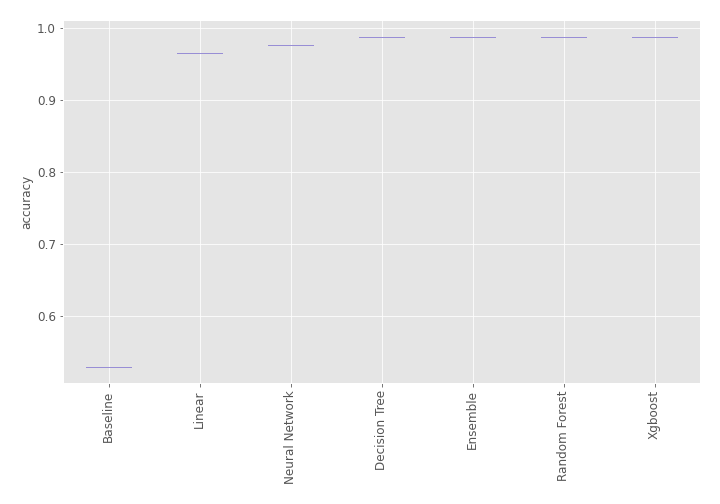 1.0
0.9
0.8
0.7
0.6
accuracy
Baseline
Linear
Neural Network
Decision Tree
Ensemble
Random Forest
Xgboost